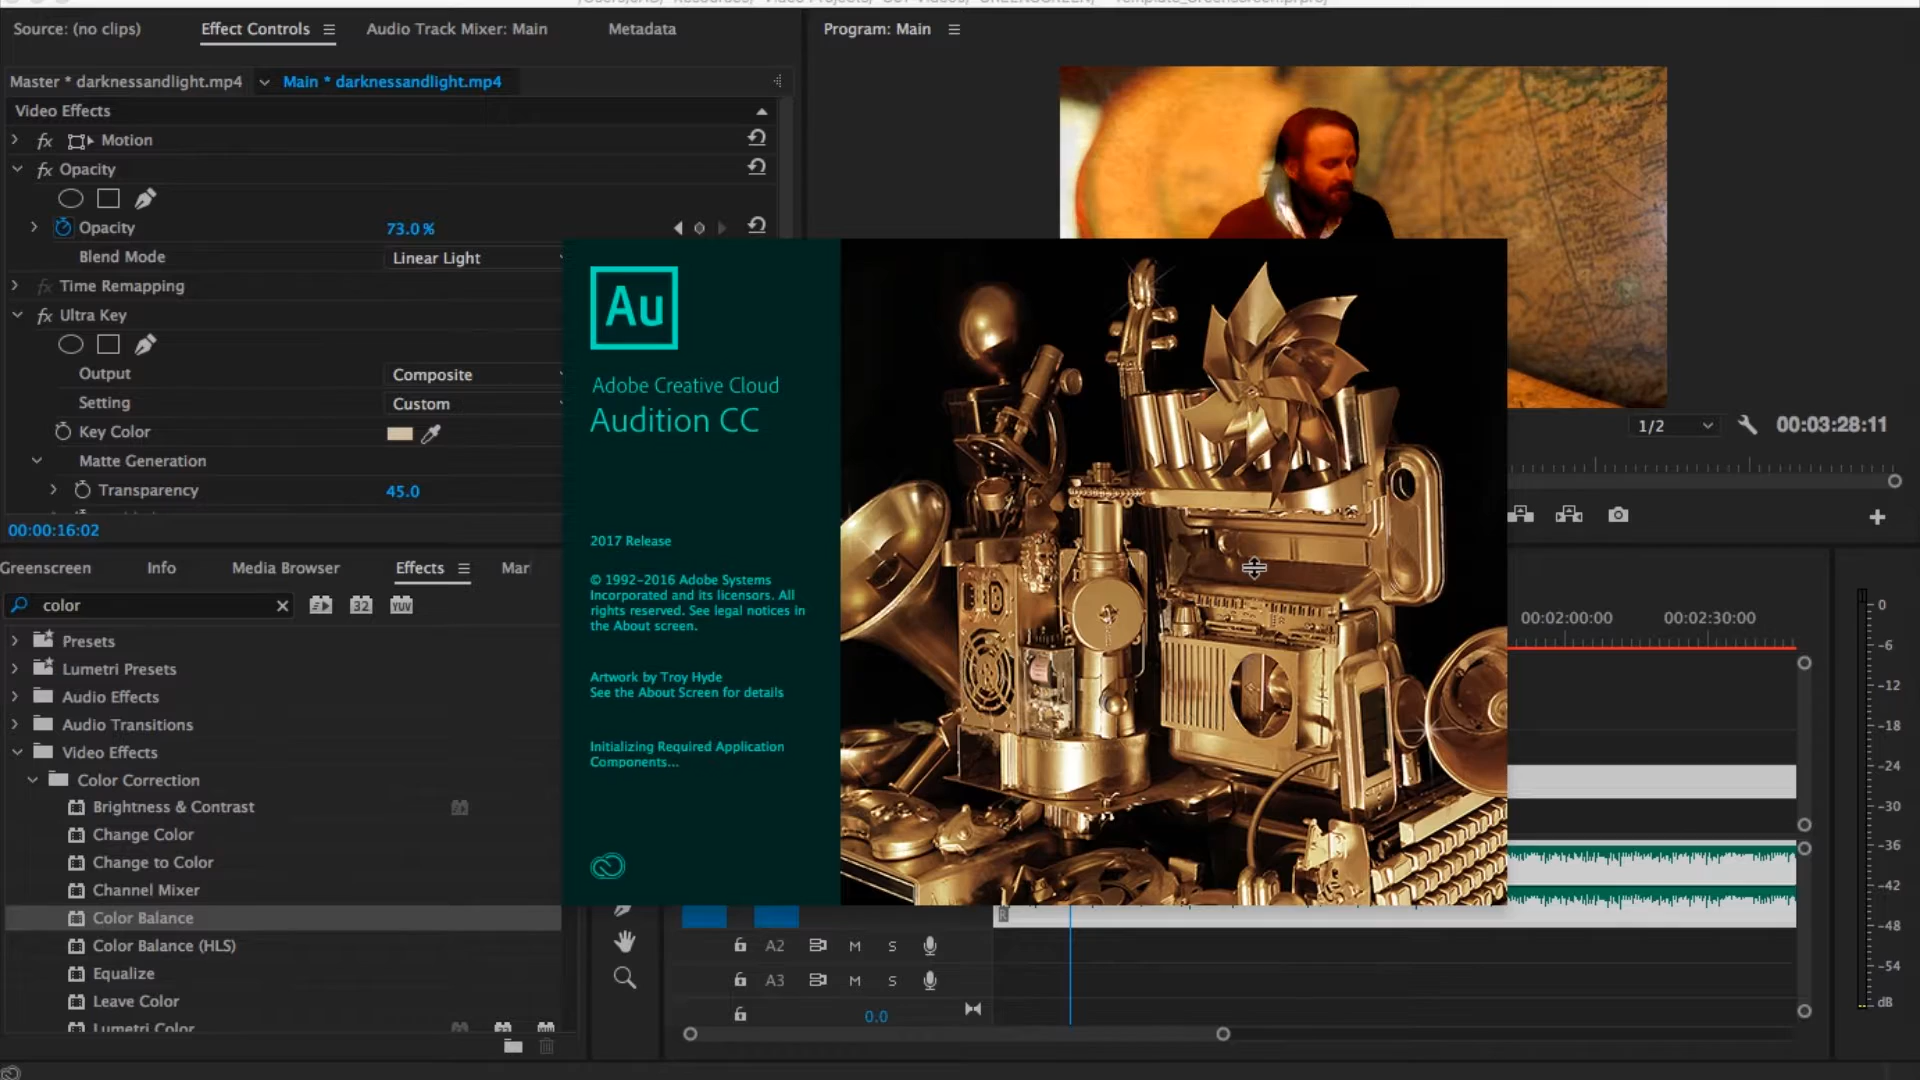 Source: (no clips)
Effect Controls
Audio Track Mixer: Main
Metadata
Program: Main
Master * darknessandlight.mp4
Main * darknessandlight.mp4
Video Effects
fx Motion
fx Opacity
Opacity
73.0 %
Blend Mode
Linear Light
fx Time Remapping
fx Ultra Key
Output
Composite
Setting
Custom
Key Color
Matte Generation
Transparency
45.0
00:00:16:02
1/2
00:03:28:11
Au
Adobe Creative Cloud
Audition CC
2017 Release
© 1992-2016 Adobe Systems
Incorporated and its licensors. All
rights reserved. See legal notices in
the About screen.
Artwork by Troy Hyde
See the About Screen for details
Initializing Required Application
Components...
Greenscreen
Info
Media Browser
Effects
Mar
color
32
YUV
Presets
Lumetri Presets
Audio Effects
Audio Transitions
Video Effects
Color Correction
Brightness & Contrast
Change Color
Change to Color
Channel Mixer
Color Balance
Color Balance (HLS)
Equalize
Leave Color
Lumetri Color
00:02:00:00
00:02:30:00
A2 M S
A3 M S
0.0
0
-6
-12
-18
-24
-30
-36
-42
-48
-54
dB